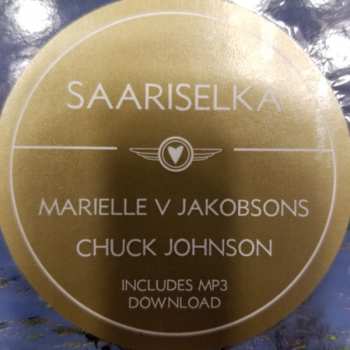 SAARISELKA
MARIELLE V JAKOBSONS
CHUCK JOHNSON
INCLUDES MP3
DOWNLOAD